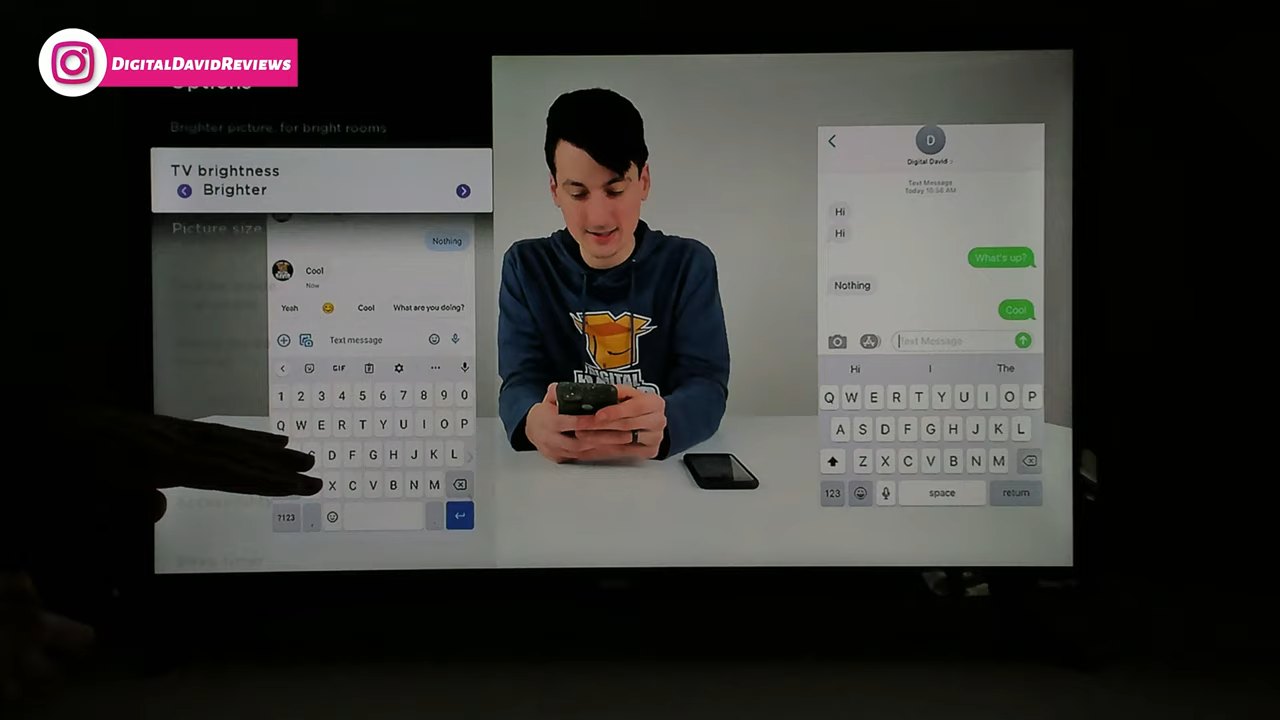 DIGITALDAVIDREVIEWS
Options
Brighter picture, for bright rooms
TV brightness
Brighter
Picture size
Nothing
Cool
Now
Yeah
Cool
What are you doing?
Text message
GIF
1 2 3 4 5 6 7 8 9 0
Q W E R T Y U I O P
D F G H J K L
X C V B N M
?123 , .
DIGITAL
D
Digital David
Text Message
Today 10:58 AM
Hi
Hi
What's up?
Nothing
Cool
Text Message
Hi I The
Q W E R T Y U I O P
A S D F G H J K L
Z X C V B N M
123 space return